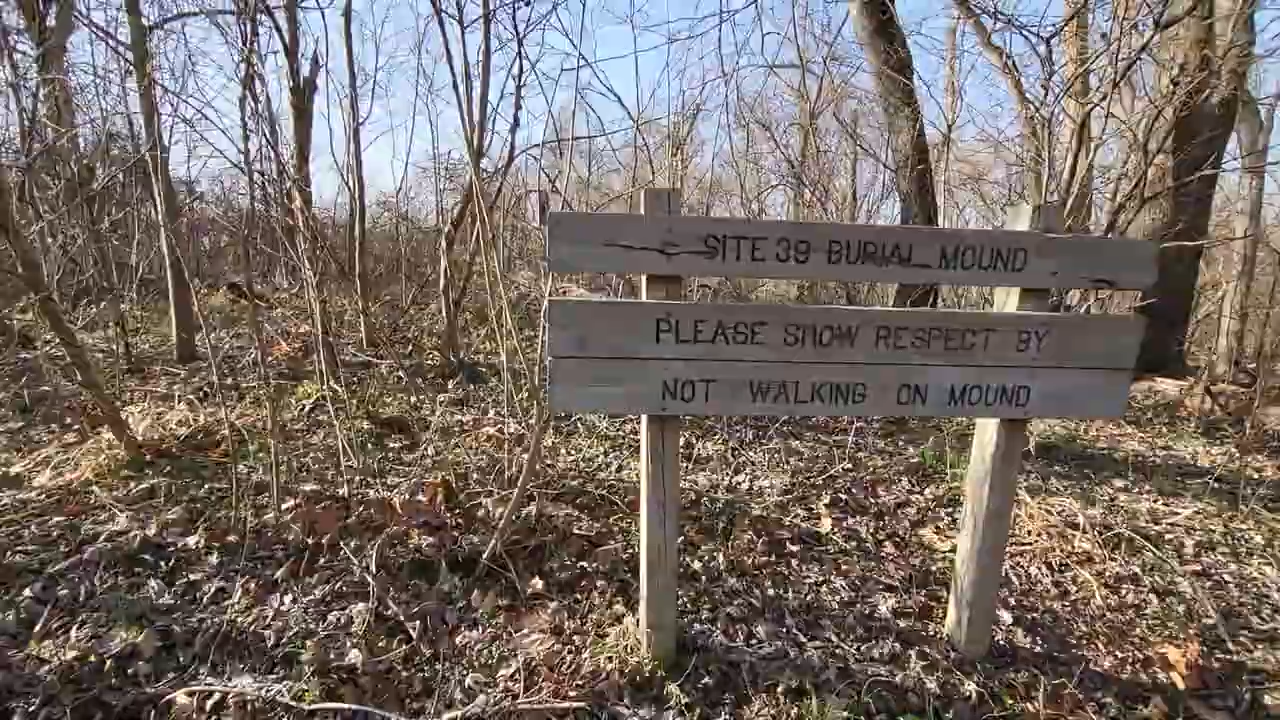 SITE 39 BURIAL MOUND
PLEASE SHOW RESPECT BY
NOT WALKING ON MOUND